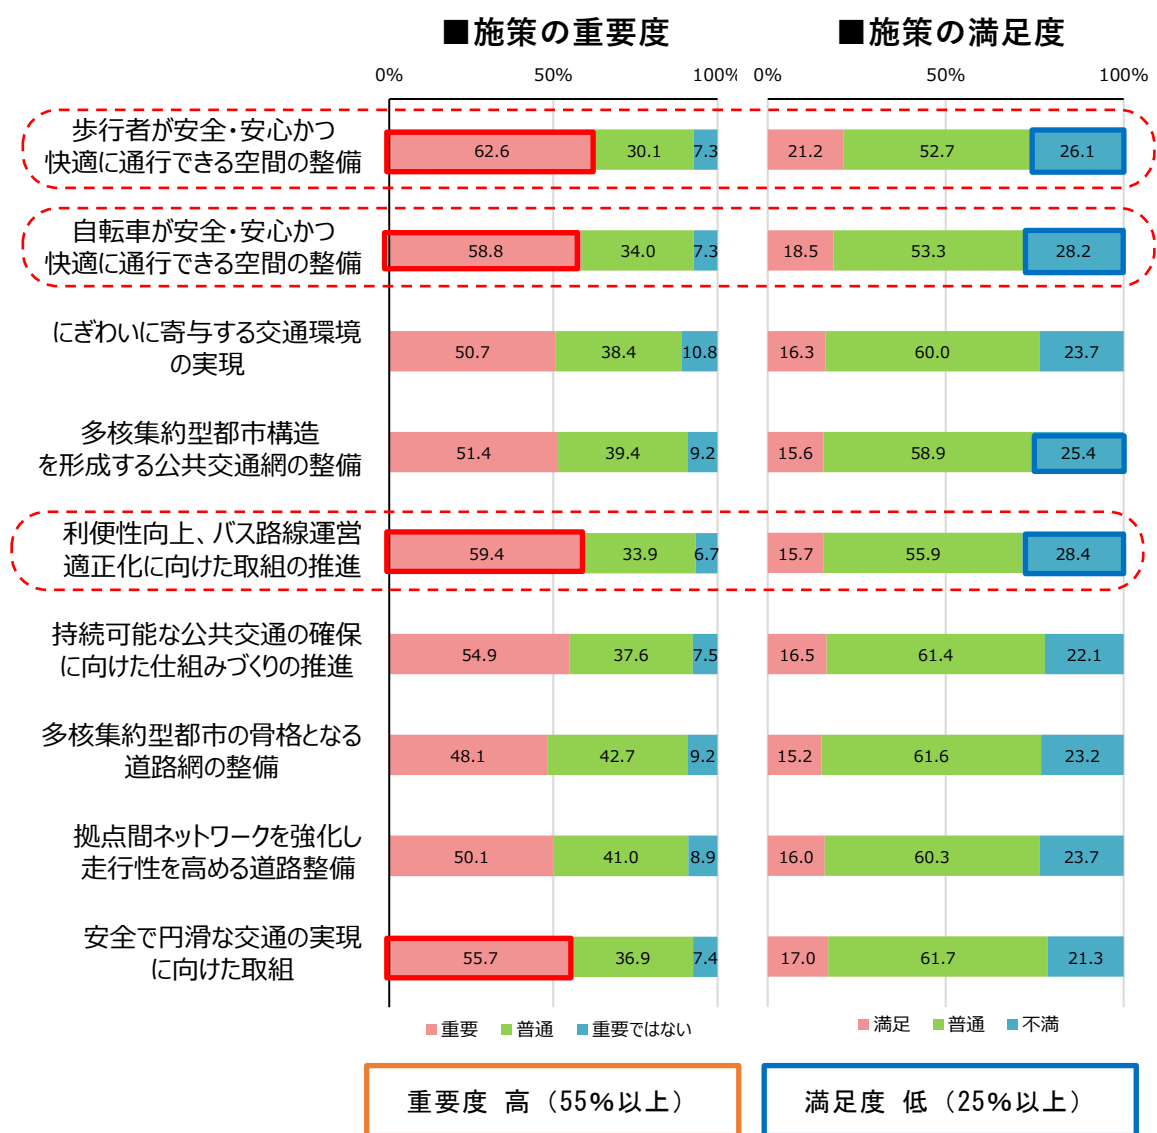 ■施策の重要度
■施策の満足度
0%
50%
100%
0%
50%
100%
歩行者が安全・安心かつ
快適に通行できる空間の整備
62.6
30.1
7.3
21.2
52.7
26.1
自転車が安全・安心かつ
快適に通行できる空間の整備
58.8
34.0
7.3
18.5
53.3
28.2
にぎわいに寄与する交通環境
の実現
50.7
38.4
10.8
16.3
60.0
23.7
多核集約型都市構造
を形成する公共交通網の整備
51.4
39.4
9.2
15.6
58.9
25.4
利便性向上、バス路線運営
適正化に向けた取組の推進
59.4
33.9
6.7
15.7
55.9
28.4
持続可能な公共交通の確保
に向けた仕組みづくりの推進
54.9
37.6
7.5
16.5
61.4
22.1
多核集約型都市の骨格となる
道路網の整備
48.1
42.7
9.2
15.2
61.6
23.2
拠点間ネットワークを強化し
走行性を高める道路整備
50.1
41.0
8.9
16.0
60.3
23.7
安全で円滑な交通の実現
に向けた取組
55.7
36.9
7.4
17.0
61.7
21.3
■重要 ■普通 ■重要ではない
■満足 ■普通 ■不満
重要度 高（55%以上）
満足度 低（25%以上）